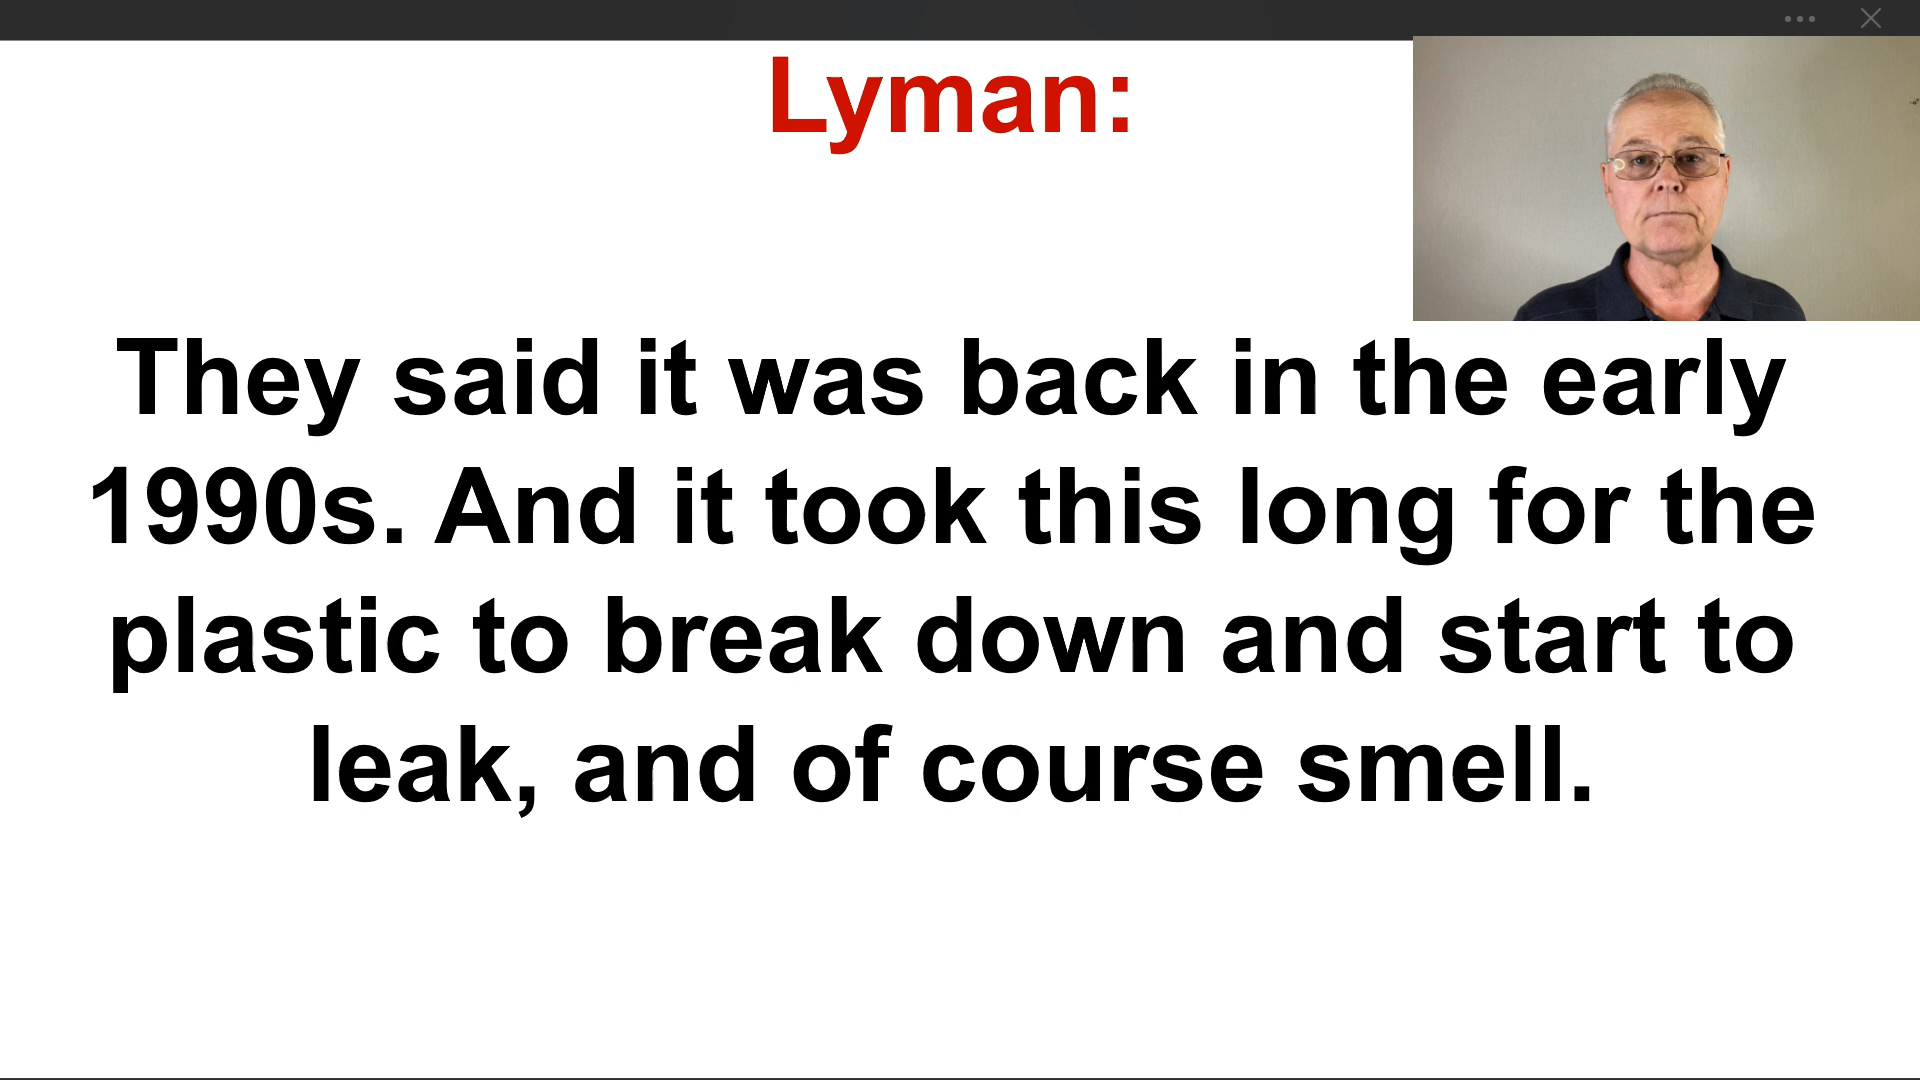 Lyman:
They said it was back in the early
1990s. And it took this long for the
plastic to break down and start to
leak, and of course smell.